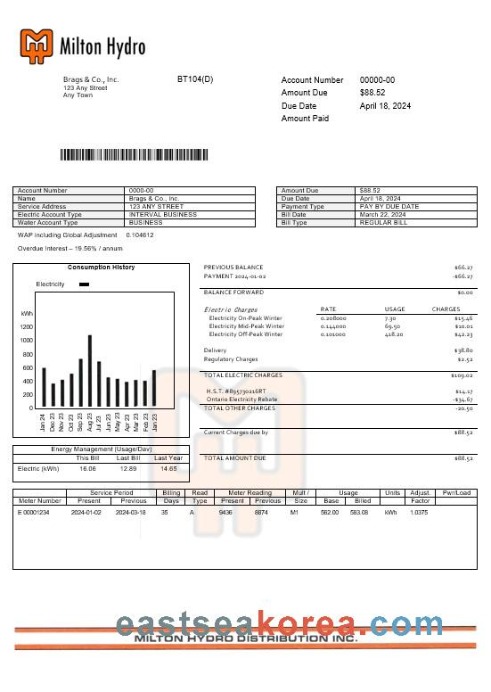 Milton Hydro
Brags & Co., Inc.
123 Any Street
Any Town
BT104(D)
Account Number 00000-00
Amount Due $88.52
Due Date April 18, 2024
Amount Paid
Account Number 0000-00
Name Brags & Co., Inc.
Service Address 123 ANY STREET
Electric Account Type INTERVAL BUSINESS
Water Account Type BUSINESS
Amount Due $88.52
Due Date April 18, 2024
Payment Type PAY BY DUE DATE
Bill Date March 22, 2024
Bill Type REGULAR BILL
WAP including Global Adjustment 0.104612
Overdue Interest – 19.56% / annum
Consumption History
Electricity
kWh
1200
1000
800
600
400
200
0
Jan 24
Dec 23
Nov 23
Oct 23
Sep 23
Aug 23
Jul 23
Jun 23
May 23
Apr 23
Mar 23
Feb 23
Jan 23
PREVIOUS BALANCE $66.27
PAYMENT 2024-01-02 -$66.27
BALANCE FORWARD $0.00
Electric Charges RATE USAGE CHARGES
Electricity On-Peak Winter 7.30
Electricity Mid-Peak Winter 0.144000 69.50
Electricity Off-Peak Winter 0.101000 418.20 $42.23
Delivery $38.80
Regulatory Charges $2.52
TOTAL ELECTRIC CHARGES $109.02
H.S.T. #895730216RT $14.17
Ontario Electricity Rebate -$34.67
TOTAL OTHER CHARGES -20.50
Current Charges due by $88.52
TOTAL AMOUNT DUE $88.52
Energy Management (Usage/Day)
This Bill Last Bill Last Year
Electric (kWh) 16.06 12.89 14.65
Service Period Billing Read Meter Reading Mult / Usage Units Adjust. Pwr/Load
Meter Number Present Previous Days Type Present Previous Size Base Billed Factor
E 00001234 2024-01-02 2024-03-18 35 A 9436 8874 M1 562.00 583.08 kWh 1.0375
eastseakorea.com
MILTON HYDRO DISTRIBUTION INC.